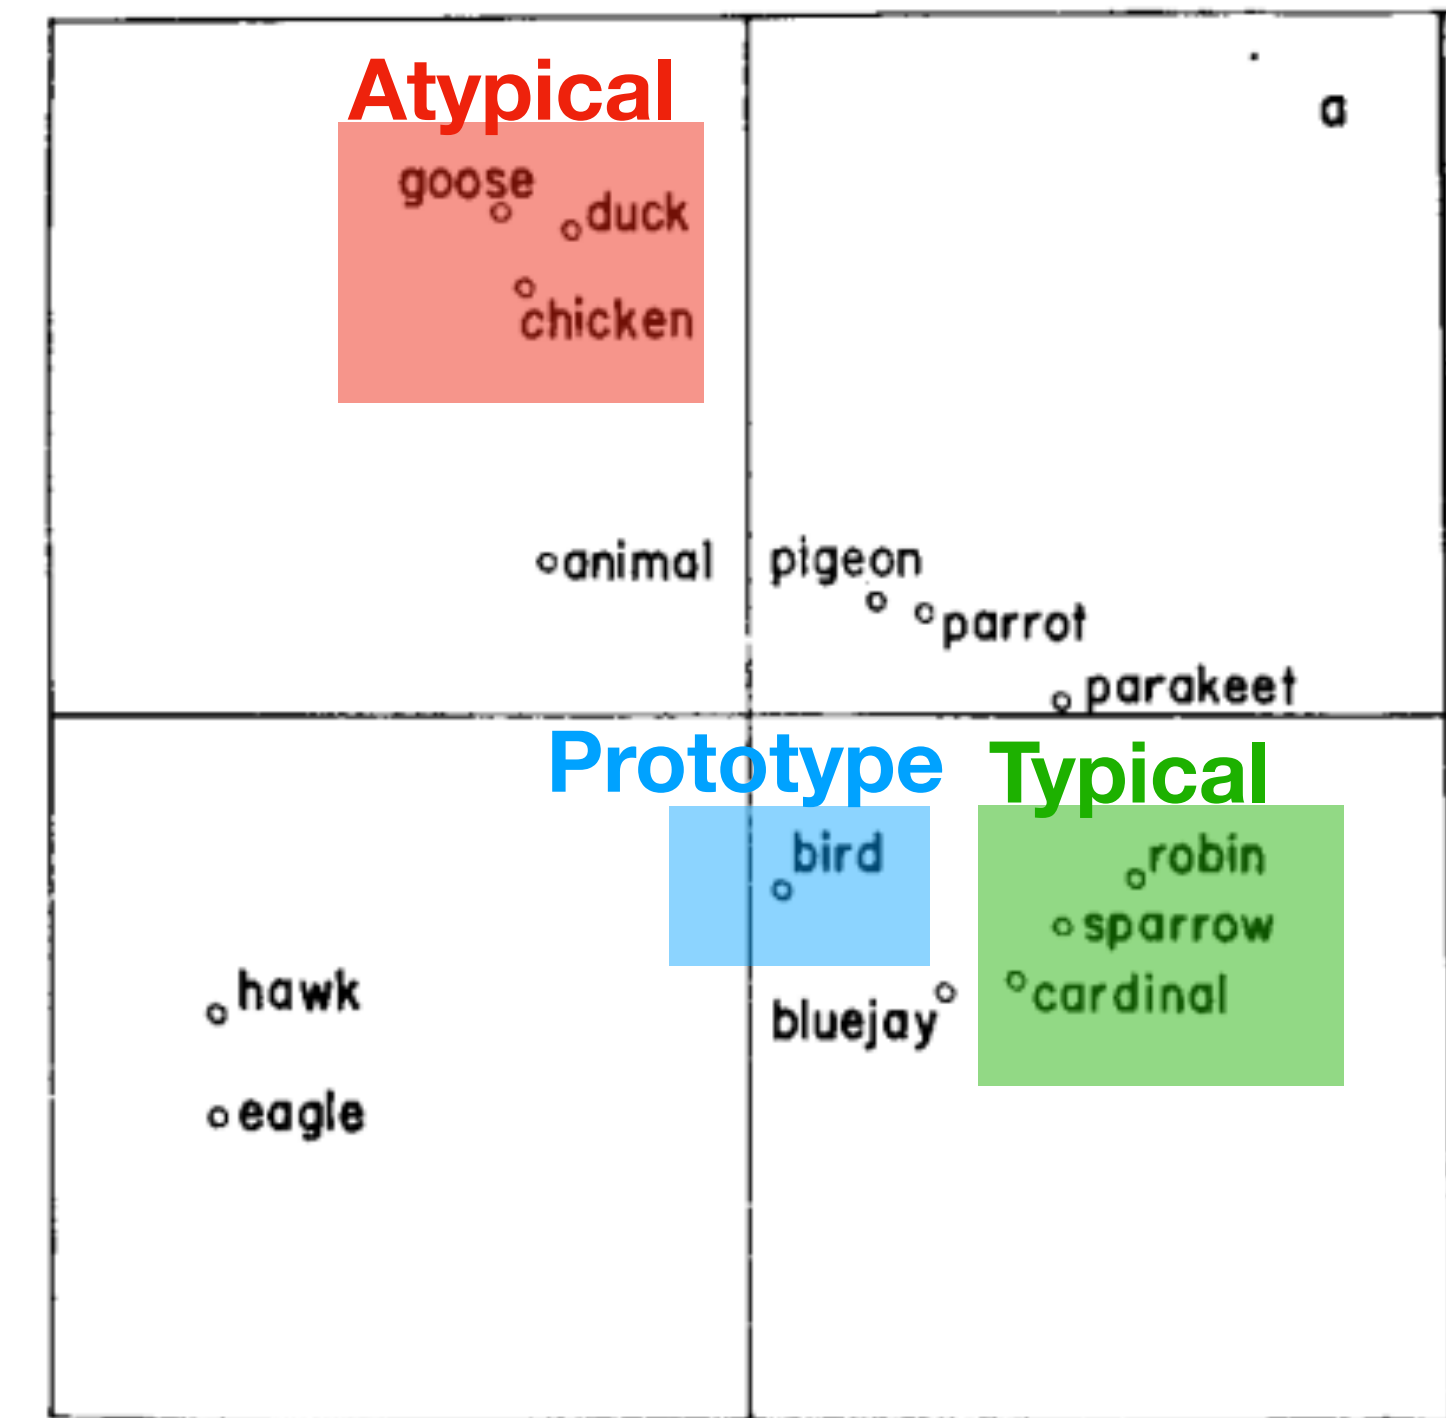 Atypical
a
goose
duck
chicken
animal
pigeon
parrot
parakeet
Prototype
Typical
bird
robin
sparrow
hawk
cardinal
bluejay
eagle